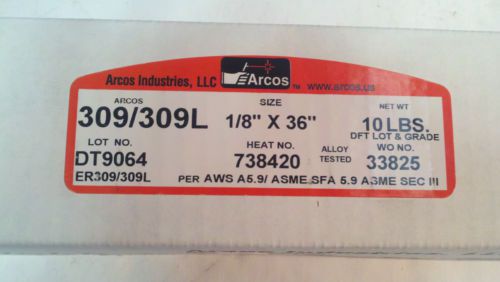 Arcos Industries, LLC Arcos ™ www.arcos.us
ARCOS SIZE NET WT
309/309L 1/8" X 36" 10 LBS.
DFT LOT & GRADE
LOT NO. HEAT NO. ALLOY TESTED WO NO.
DT9064 738420 33825
ER309/309L PER AWS A5.9/ ASME SFA 5.9 ASME SEC III